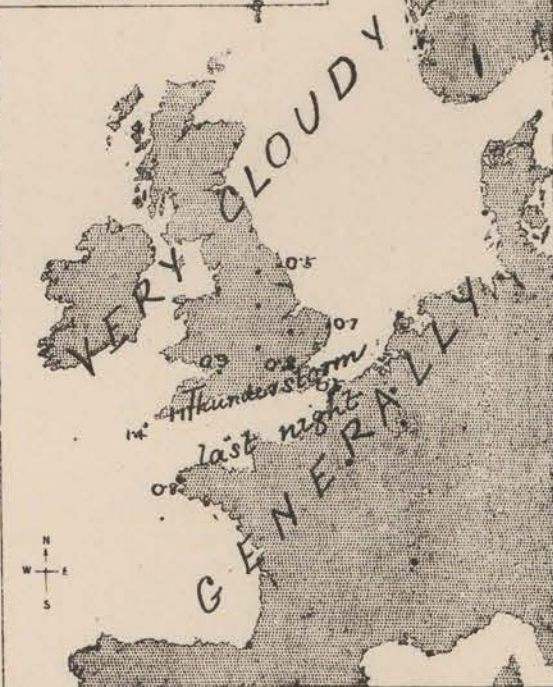 VERY CLOUDY
0.5
0.7
0.9
0.8
Thunderstorm
last night
1.4
0.8
GENERALLY
N
W E
S